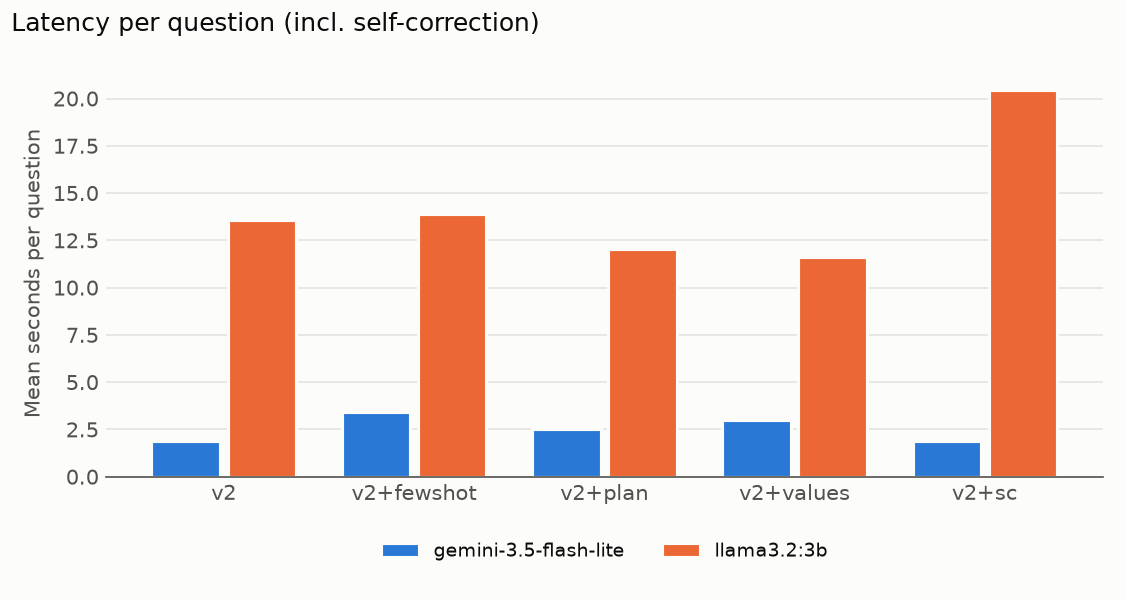 Latency per question (incl. self-correction)
Mean seconds per question
20.0
17.5
15.0
12.5
10.0
7.5
5.0
2.5
0.0
v2
v2+fewshot
v2+plan
v2+values
v2+sc
gemini-3.5-flash-lite
llama3.2:3b